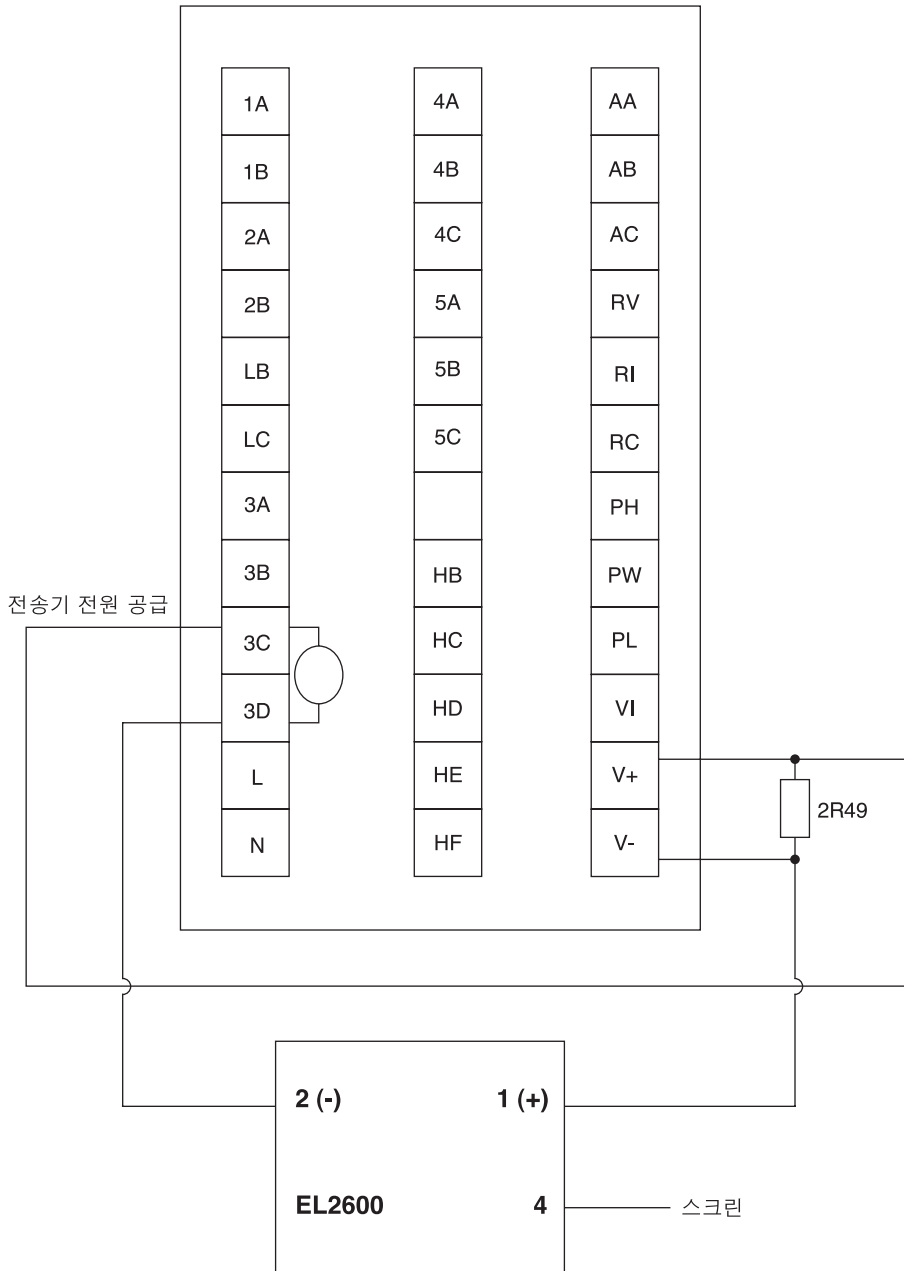 1A
1B
2A
2B
LB
LC
3A
3B
3C
3D
L
N
4A
4B
4C
5A
5B
5C
HB
HC
HD
HE
HF
AA
AB
AC
RV
RI
RC
PH
PW
PL
VI
V+
V-
전송기 전원 공급
2R49
2 (-)
1 (+)
EL2600
4
스크린